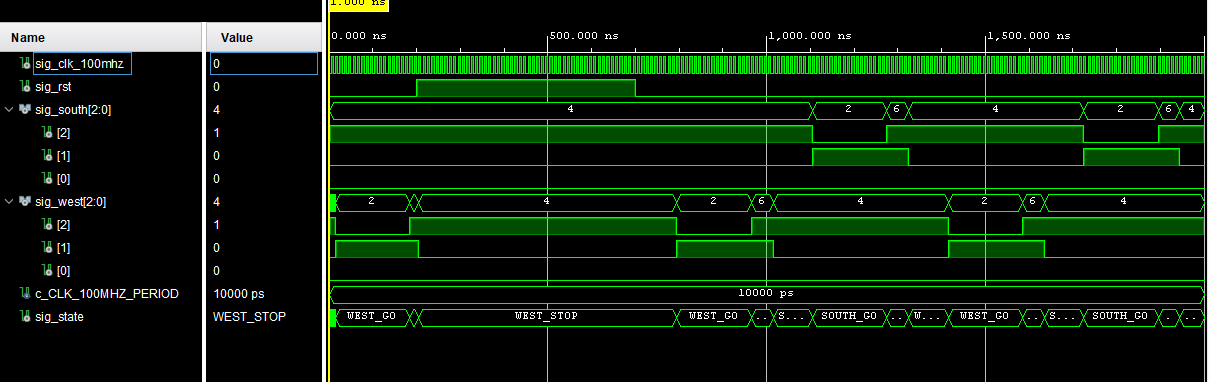 1.000 ns
Name Value 0.000 ns 500.000 ns 1,000.000 ns 1,500.000 ns
sig_clk_100mhz 0
sig_rst 0
sig_south[2:0] 4 4 2 6 4 2 6 4
[2] 1
[1] 0
[0] 0
sig_west[2:0] 4 2 4 2 6 4 2 6 4
[2] 1
[1] 0
[0] 0
c_CLK_100MHZ_PERIOD 10000 ps 10000 ps
sig_state WEST_STOP WEST_GO WEST_STOP WEST_GO .. S... SOUTH_GO .. W... WEST_GO .. S... SOUTH_GO . ..